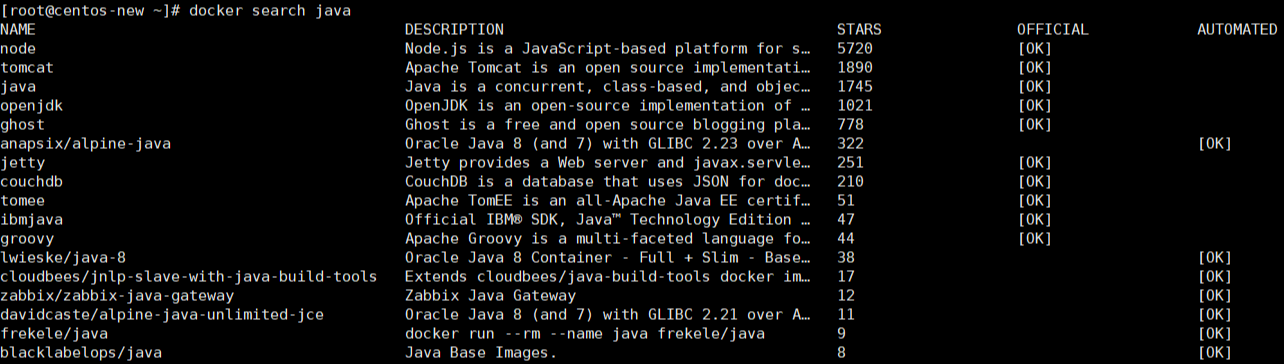 [root@centos-new ~]# docker search java
NAME DESCRIPTION STARS OFFICIAL AUTOMATED
node Node.js is a JavaScript-based platform for s… 5720 [OK]
tomcat Apache Tomcat is an open source implementati… 1890 [OK]
java Java is a concurrent, class-based, and objec… 1745 [OK]
openjdk OpenJDK is an open-source implementation of … 1021 [OK]
ghost Ghost is a free and open source blogging pla… 778 [OK]
anapsix/alpine-java Oracle Java 8 (and 7) with GLIBC 2.23 over A… 322 [OK]
jetty Jetty provides a Web server and javax.servle… 251 [OK]
couchdb CouchDB is a database that uses JSON for doc… 210 [OK]
tomee Apache TomEE is an all-Apache Java EE certif… 51 [OK]
ibmjava Official IBM® SDK, Java™ Technology Edition … 47 [OK]
groovy Apache Groovy is a multi-faceted language fo… 44 [OK]
lwieske/java-8 Oracle Java 8 Container - Full + Slim - Base… 38 [OK]
cloudbees/jnlp-slave-with-java-build-tools Extends cloudbees/java-build-tools docker im… 17 [OK]
zabbix/zabbix-java-gateway Zabbix Java Gateway 12 [OK]
davidcaste/alpine-java-unlimited-jce Oracle Java 8 (and 7) with GLIBC 2.21 over A… 11 [OK]
frekele/java docker run --rm --name java frekele/java 9 [OK]
blacklabelops/java Java Base Images. 8 [OK]